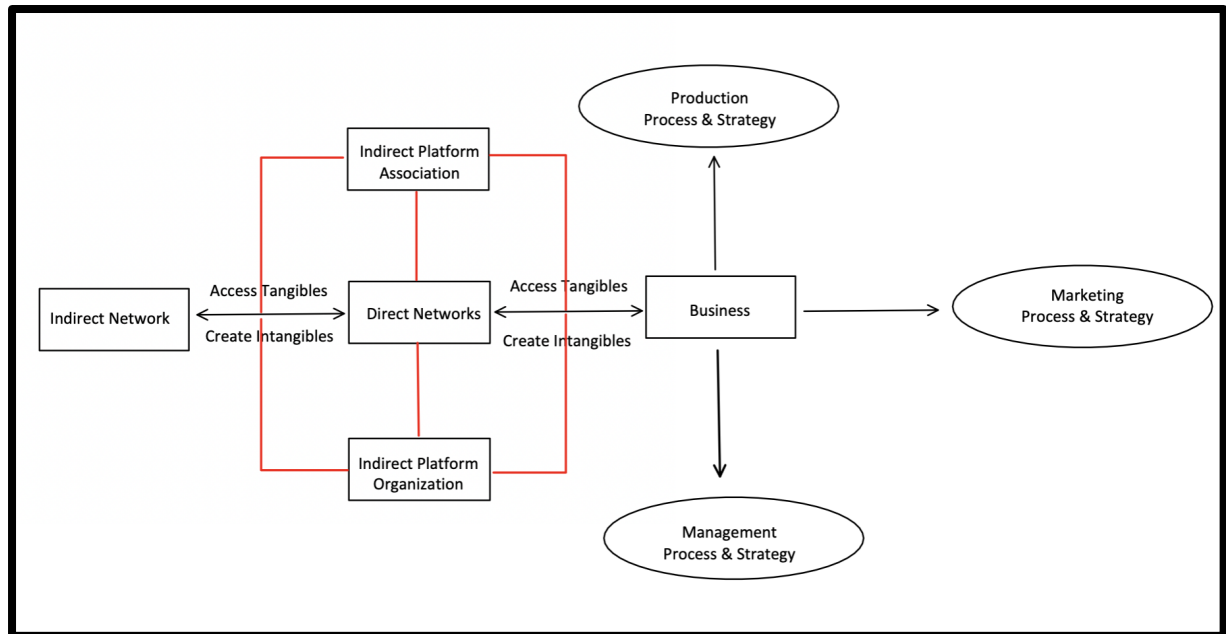 Production
Process & Strategy
Indirect Platform
Association
Access Tangibles
Access Tangibles
Indirect Network
Direct Networks
Business
Marketing
Process & Strategy
Create Intangibles
Create Intangibles
Indirect Platform
Organization
Management
Process & Strategy